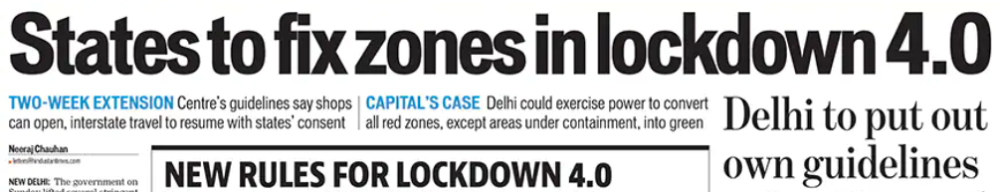 States to fix zones in lockdown 4.0
TWO-WEEK EXTENSION Centre's guidelines say shops
can open, interstate travel to resume with states' consent
CAPITAL'S CASE Delhi could exercise power to convert
all red zones, except areas under containment, into green
Delhi to put out
own guidelines
Neeraj Chauhan
letters@hindustantimes.com
NEW DELHI: The government on
NEW RULES FOR LOCKDOWN 4.0